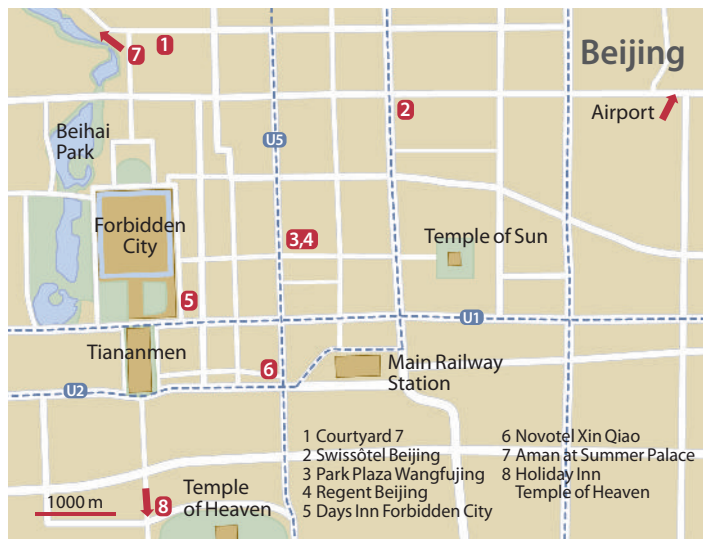 Beijing
7
1
2
Airport
Beihai
Park
U5
Forbidden
City
3,4
Temple of Sun
5
U1
Tiananmen
6
Main Railway
Station
U2
1 Courtyard 7
2 Swissôtel Beijing
3 Park Plaza Wangfujing
4 Regent Beijing
5 Days Inn Forbidden City
6 Novotel Xin Qiao
7 Aman at Summer Palace
8 Holiday Inn
Temple of Heaven
1000 m
8
Temple
of Heaven